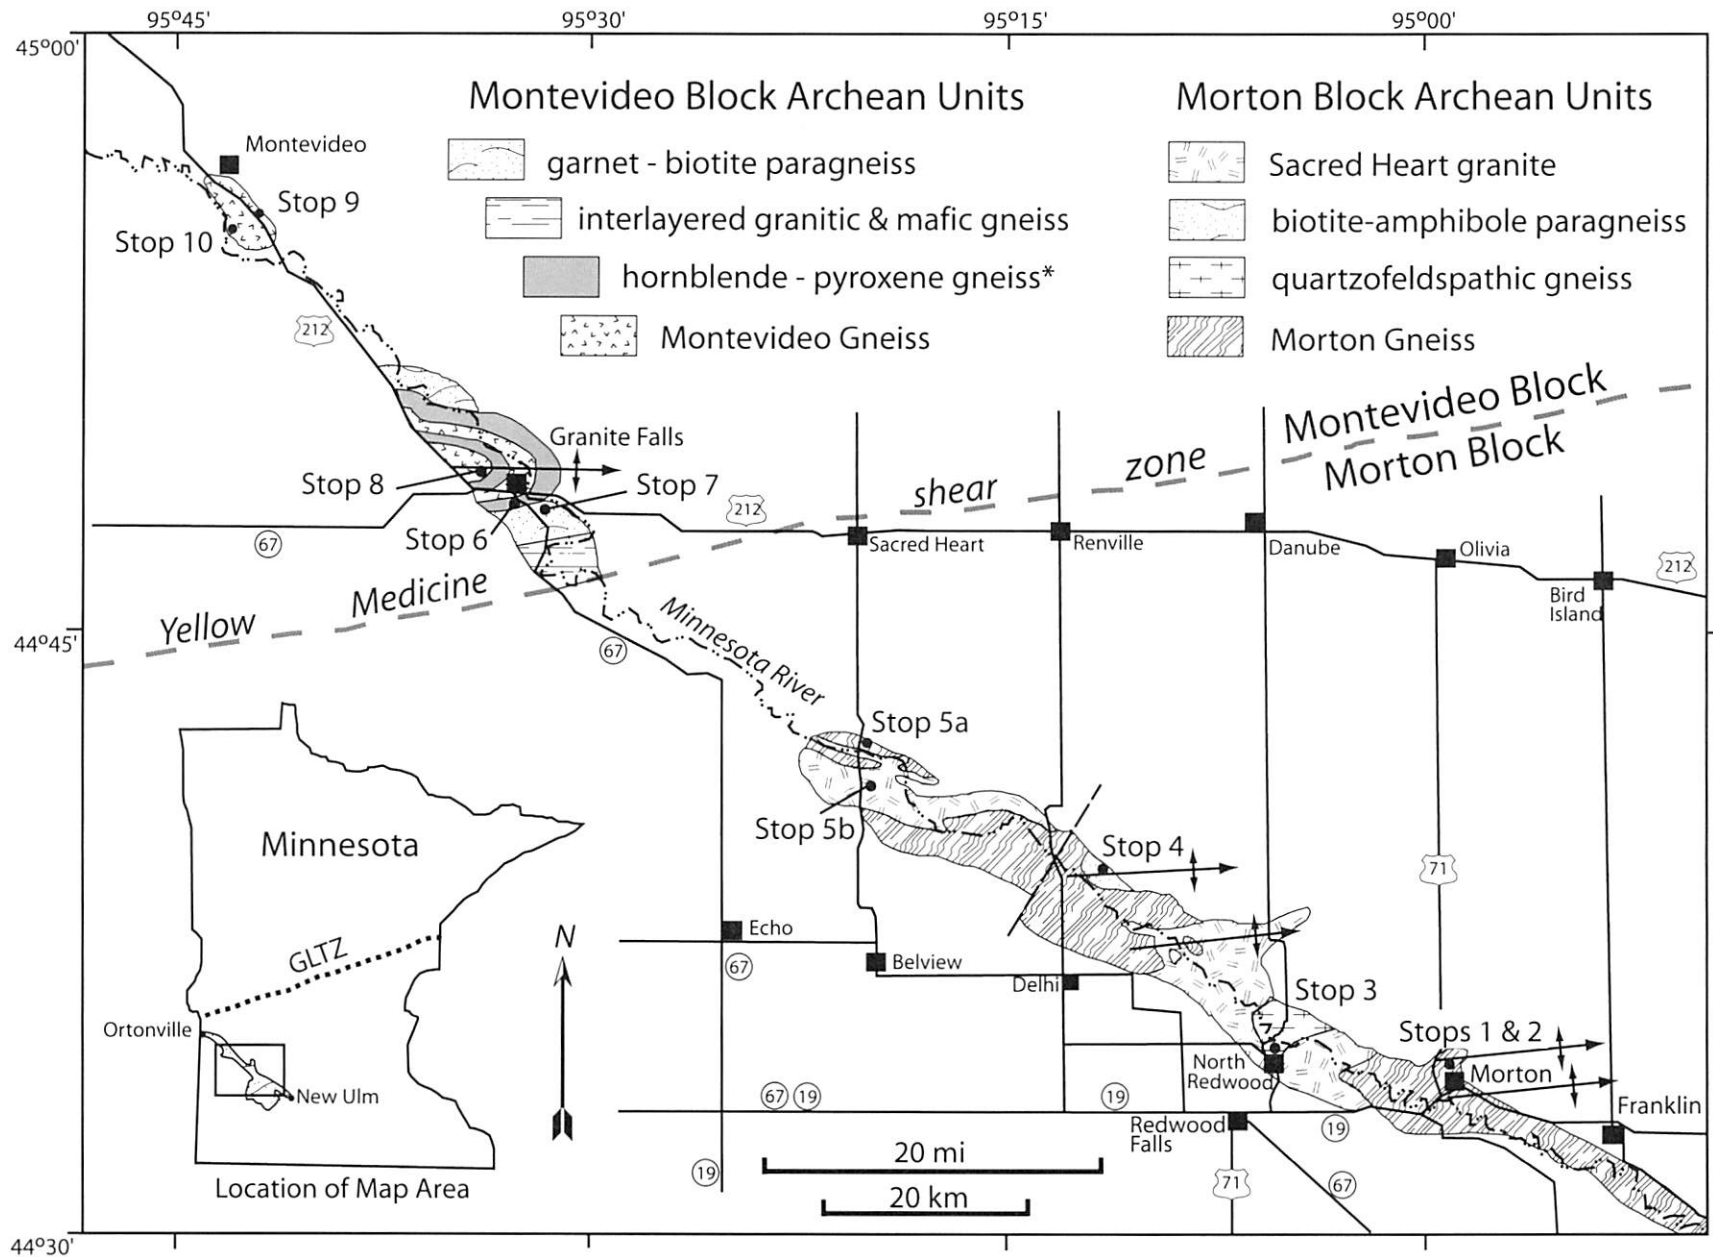 95°45'
95°30'
95°15'
95°00'
45°00'
Montevideo Block Archean Units
garnet - biotite paragneiss
interlayered granitic & mafic gneiss
hornblende - pyroxene gneiss*
Montevideo Gneiss
Morton Block Archean Units
Sacred Heart granite
biotite-amphibole paragneiss
quartzofeldspathic gneiss
Morton Gneiss
Montevideo
Stop 9
Stop 10
212
Montevideo Block
Morton Block
Granite Falls
Stop 8
Stop 7
Stop 6
zone
shear
212
67
Sacred Heart
Renville
Danube
Olivia
212
Bird
Island
Medicine
Yellow
44°45'
67
Minnesota River
Stop 5a
Stop 5b
Stop 4
71
Minnesota
GLTZ
Ortonville
New Ulm
Location of Map Area
N
Echo
67
Belview
Delhi
Stop 3
Stops 1 & 2
North
Redwood
Morton
67
19
19
Franklin
Redwood
Falls
19
20 mi
19
71
67
20 km
44°30'